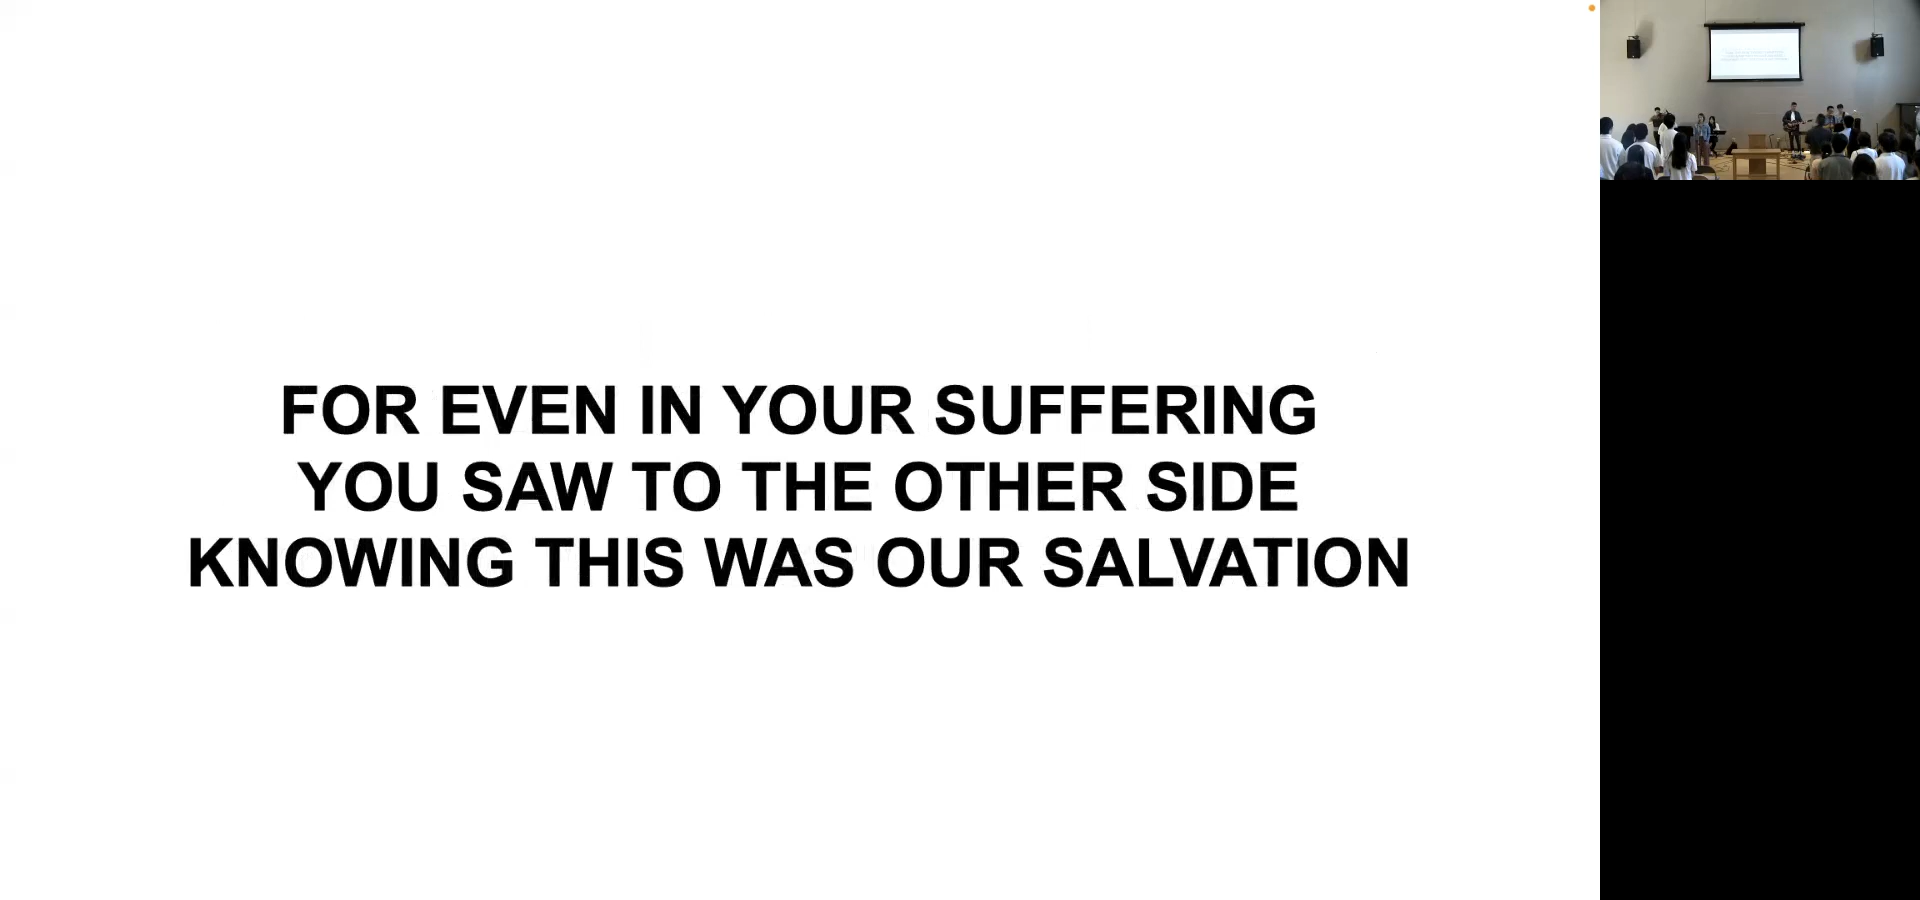 FOR EVEN IN YOUR SUFFERING
YOU SAW TO THE OTHER SIDE
KNOWING THIS WAS OUR SALVATION